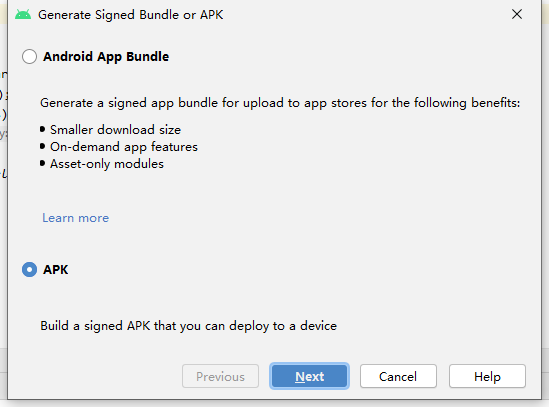 Generate Signed Bundle or APK
Android App Bundle
Generate a signed app bundle for upload to app stores for the following benefits:
Smaller download size
On-demand app features
Asset-only modules
Learn more
APK
Build a signed APK that you can deploy to a device
Previous
Next
Cancel
Help